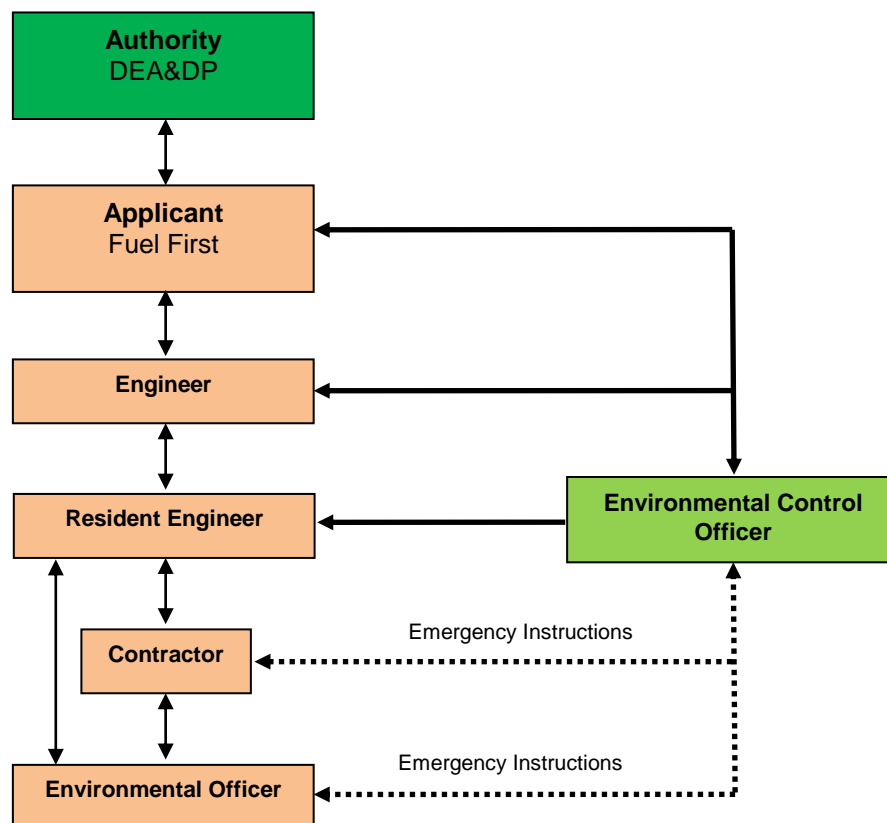 Authority
DEA&DP
Applicant
Fuel First
Engineer
Resident Engineer
Environmental Control
Officer
Emergency Instructions
Contractor
Emergency Instructions
Environmental Officer